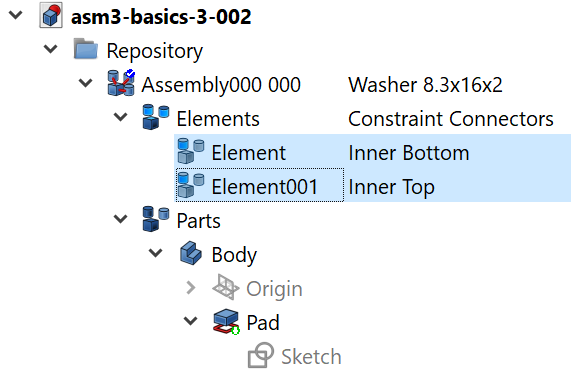 asm3-basics-3-002
Repository
Assembly000 000 Washer 8.3x16x2
Elements Constraint Connectors
Element Inner Bottom
Element001 Inner Top
Parts
Body
Origin
Pad
Sketch